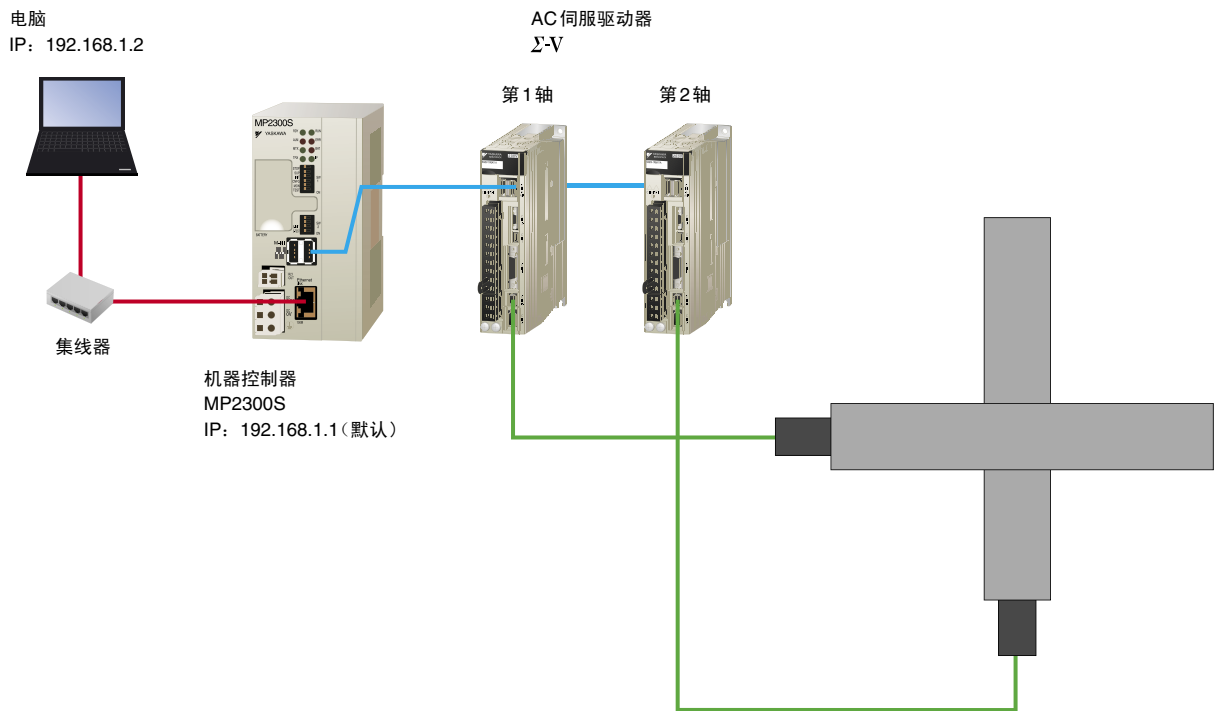 电脑
IP：192.168.1.2
AC伺服驱动器
Σ-V
第1轴
第2轴
MP2300S
YASKAWA
BATTERY
Ethernet
集线器
机器控制器
MP2300S
IP：192.168.1.1（默认）